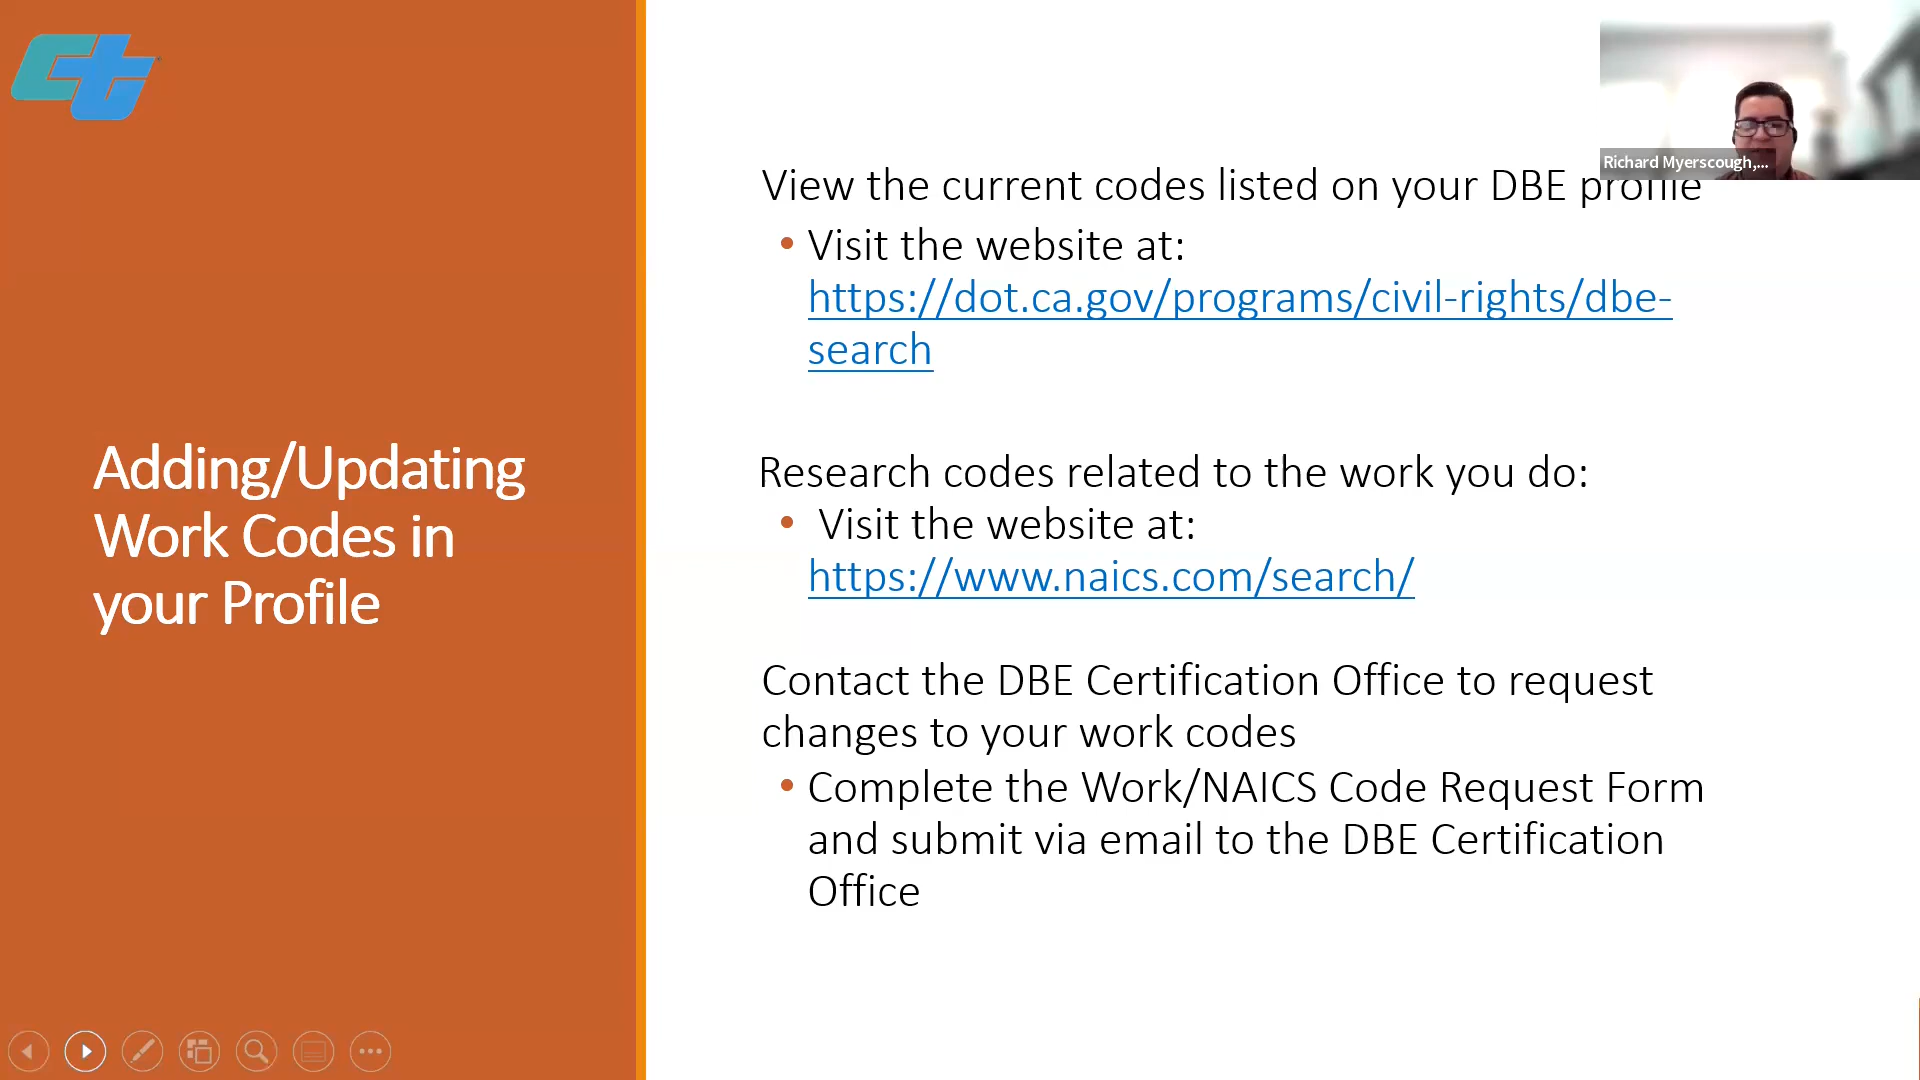 Ct
Adding/Updating
Work Codes in
your Profile
View the current codes listed on your DBE profile
• Visit the website at:
https://dot.ca.gov/programs/civil-rights/dbe-
search
Research codes related to the work you do:
• Visit the website at:
https://www.naics.com/search/
Contact the DBE Certification Office to request
changes to your work codes
• Complete the Work/NAICS Code Request Form
and submit via email to the DBE Certification
Office
Richard Myerscough,...